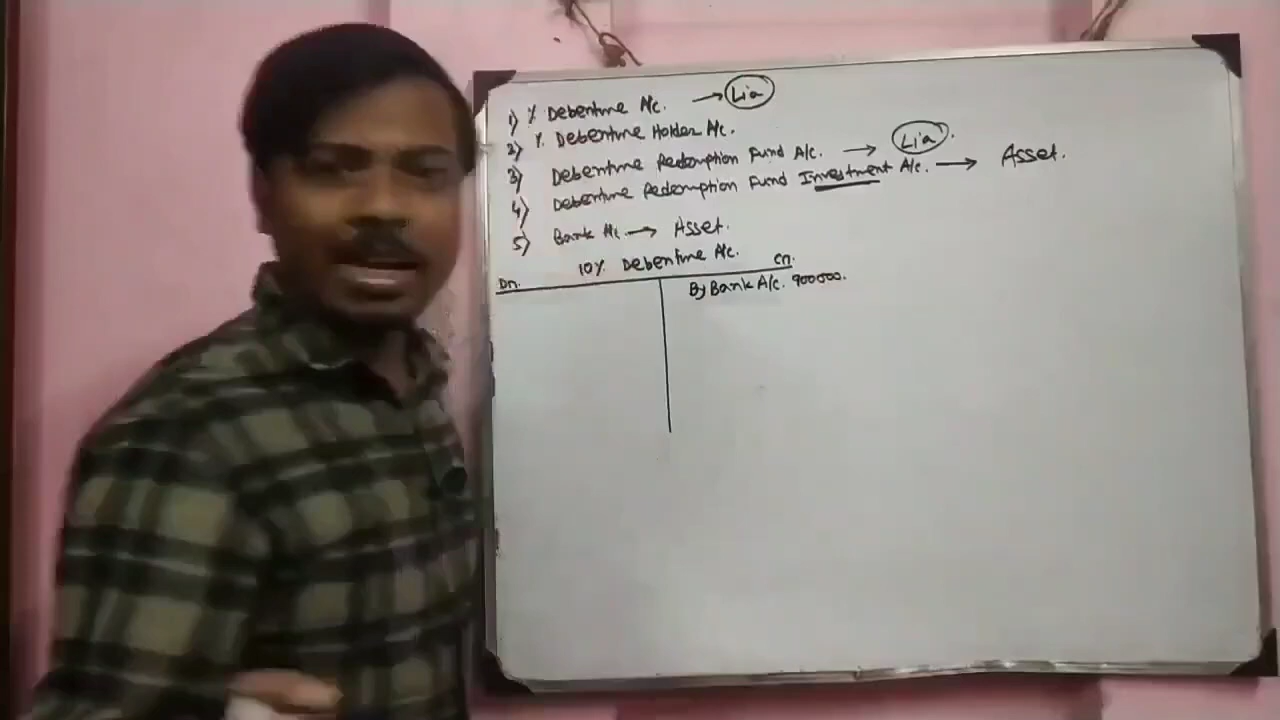 1) % Debenture A/c. → Lia
2) % Debenture Holder A/c.
3) Debenture Redemption Fund A/c. → Lia.
4) Debenture Redemption Fund Investment A/c. → Asset.
5) Bank A/c → Asset.
10% Debenture A/c.
Dr. Cr.
By Bank A/c. 900000.